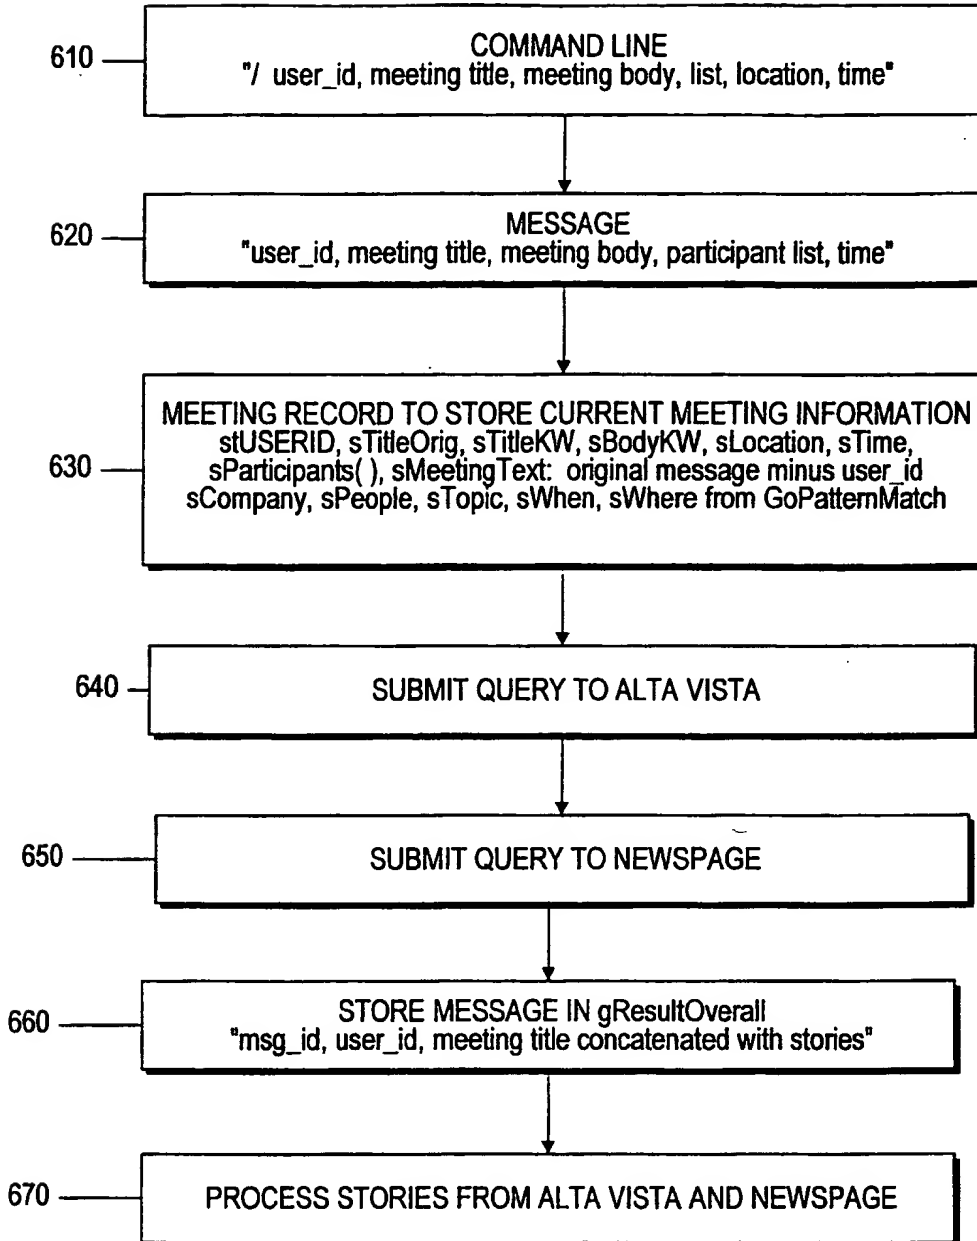 610
COMMAND LINE
"/ user_id, meeting title, meeting body, list, location, time"
620
MESSAGE
"user_id, meeting title, meeting body, participant list, time"
630
MEETING RECORD TO STORE CURRENT MEETING INFORMATION
stUSERID, sTitleOrig, sTitleKW, sBodyKW, sLocation, sTime,
sParticipants( ), sMeetingText: original message minus user_id
sCompany, sPeople, sTopic, sWhen, sWhere from GoPatternMatch
640
SUBMIT QUERY TO ALTA VISTA
650
SUBMIT QUERY TO NEWSPAGE
660
STORE MESSAGE IN gResultOverall
"msg_id, user_id, meeting title concatenated with stories"
670
PROCESS STORIES FROM ALTA VISTA AND NEWSPAGE